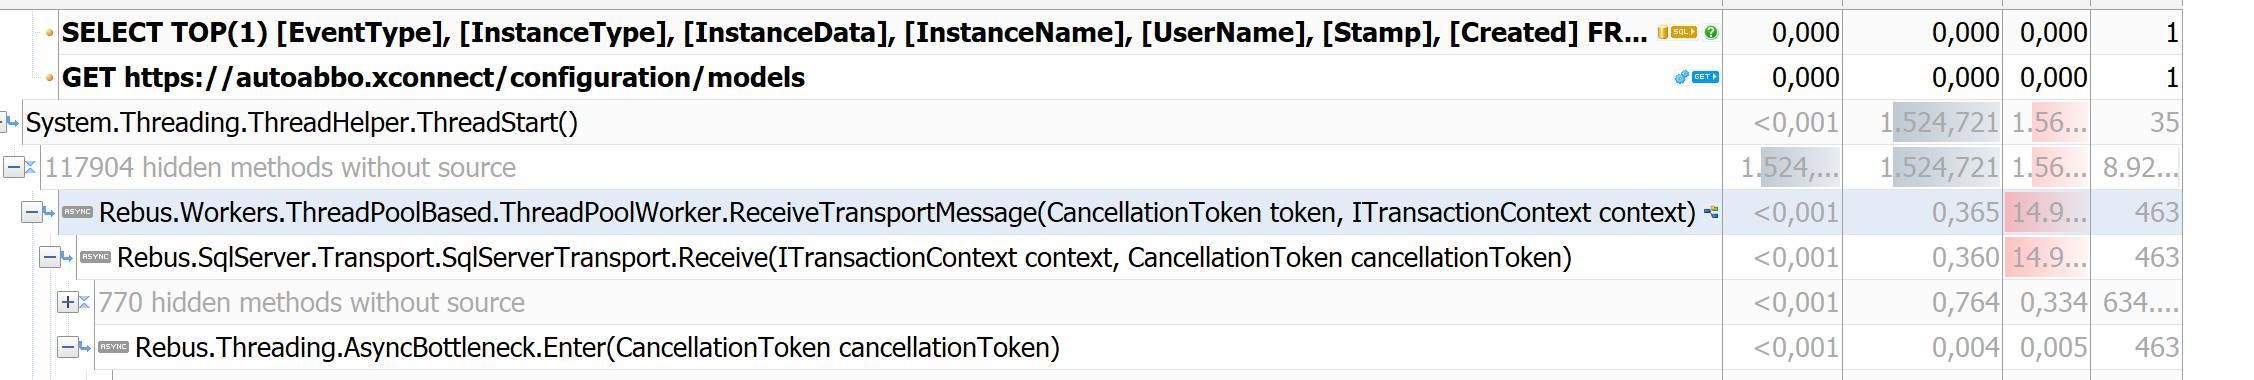 SELECT TOP(1) [EventType], [InstanceType], [InstanceData], [InstanceName], [UserName], [Stamp], [Created] FR... SQL ? 0,000 0,000 0,000 1
GET https://autoabbo.xconnect/configuration/models GET 0,000 0,000 0,000 1
System.Threading.ThreadHelper.ThreadStart() <0,001 1.524,721 1.56... 35
117904 hidden methods without source 1.524,... 1.524,721 1.56... 8.92...
ASYNC Rebus.Workers.ThreadPoolBased.ThreadPoolWorker.ReceiveTransportMessage(CancellationToken token, ITransactionContext context) <0,001 0,365 14.9... 463
ASYNC Rebus.SqlServer.Transport.SqlServerTransport.Receive(ITransactionContext context, CancellationToken cancellationToken) <0,001 0,360 14.9... 463
770 hidden methods without source <0,001 0,764 0,334 634....
ASYNC Rebus.Threading.AsyncBottleneck.Enter(CancellationToken cancellationToken) <0,001 0,004 0,005 463